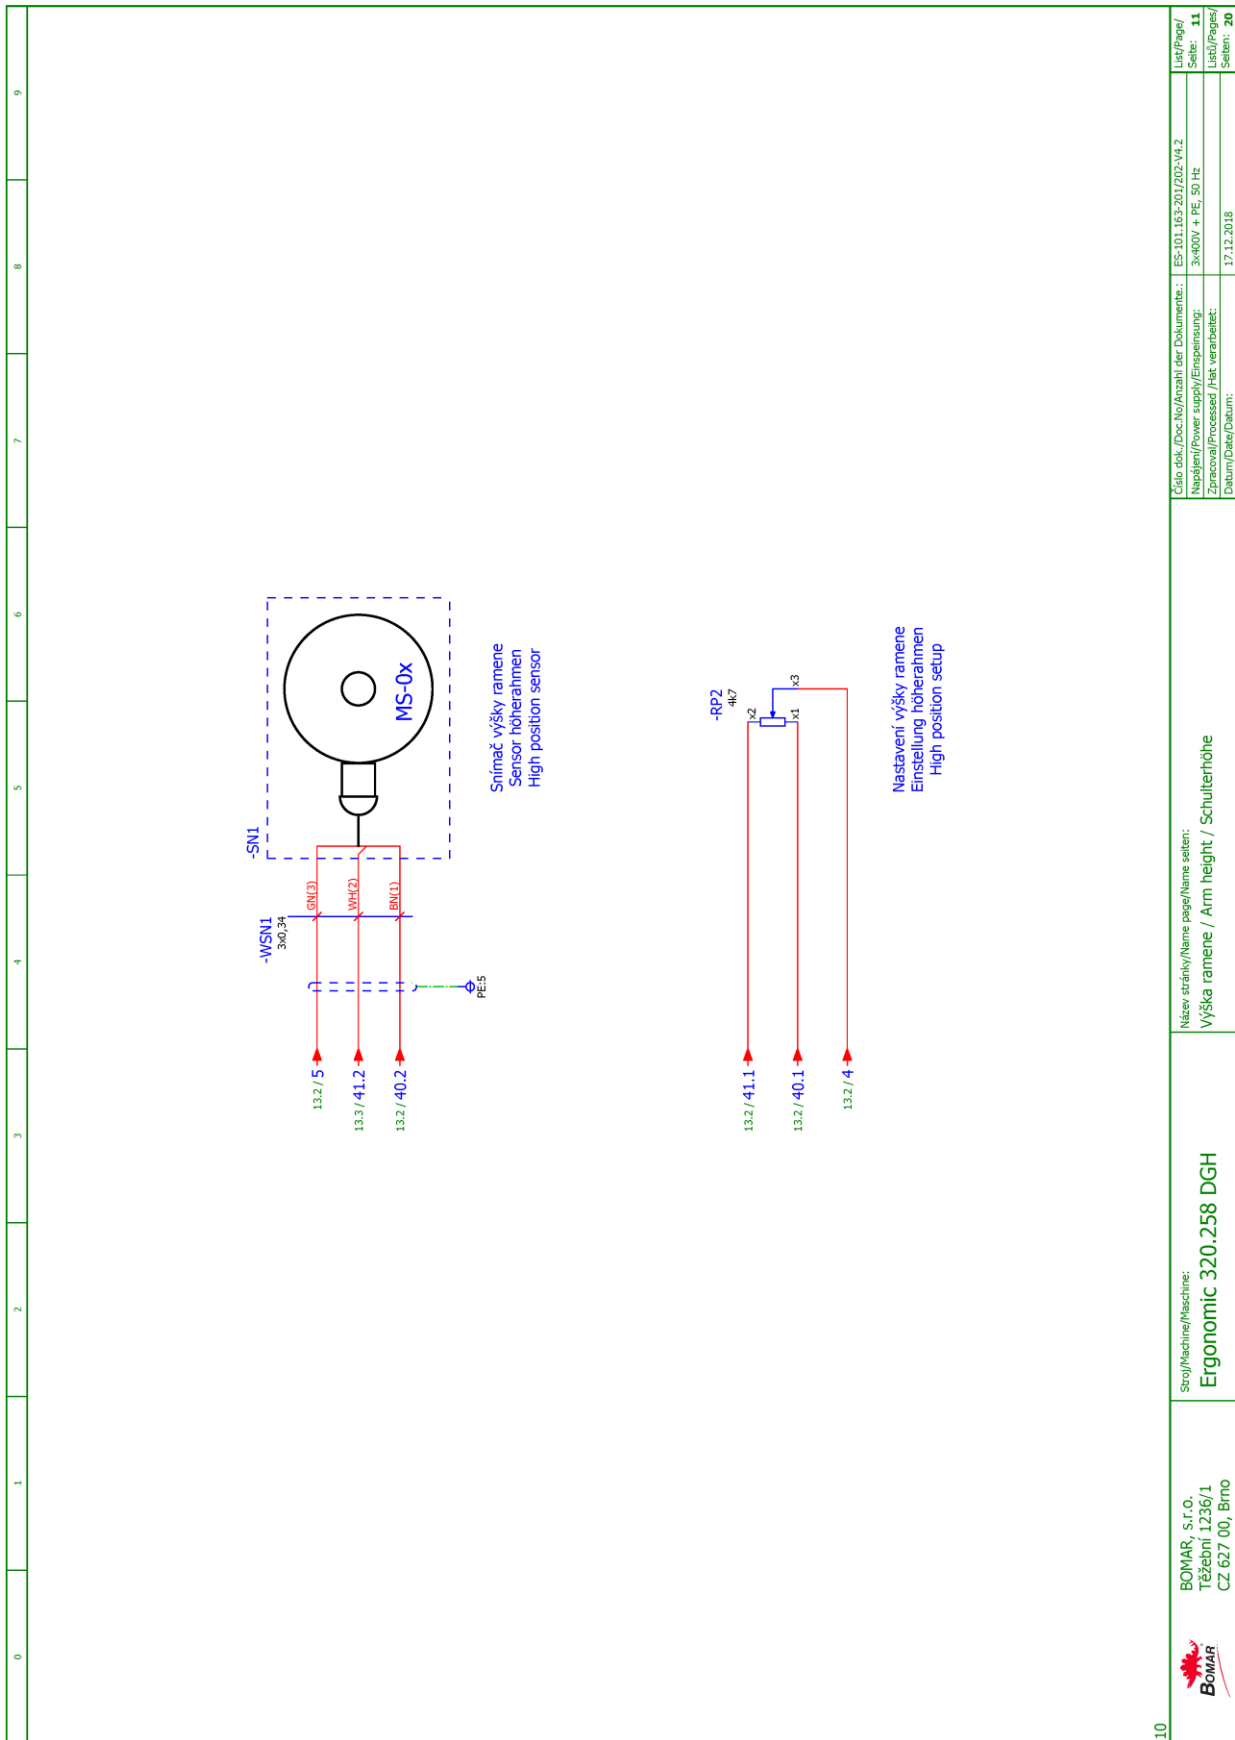 0
1
2
3
4
5
6
7
8
9
-SN1
-WSN1
3x0,34
GN(3)
WH(2)
BN(1)
MS-0x
13.2 / 5
13.3 / 41.2
13.2 / 40.2
PE:5
Snímač výšky ramene
Sensor höherahmen
High position sensor
-RP2
4k7
x2
x1
x3
13.2 / 41.1
13.2 / 40.1
13.2 / 4
Nastavení výšky ramene
Einstellung höherahmen
High position setup
10
BOMAR
BOMAR, s.r.o.
Těžební 1236/1
CZ 627 00, Brno
Stroj/Machine/Maschine:
Ergonomic 320.258 DGH
Název stránky/Name page/Name seiten:
Výška ramene / Arm height / Schulterhöhe
Číslo dok./Doc.No/Anzahl der Dokumente.: ES-101.163-201/202-V4.2
Napájení/Power supply/Einspeinsung: 3x400V + PE, 50 Hz
Zpracoval/Processed /Hat verarbeitet:
Datum/Date/Datum: 17.12.2018
List/Page/
Seite: 11
Listů/Pages/
Seiten: 20